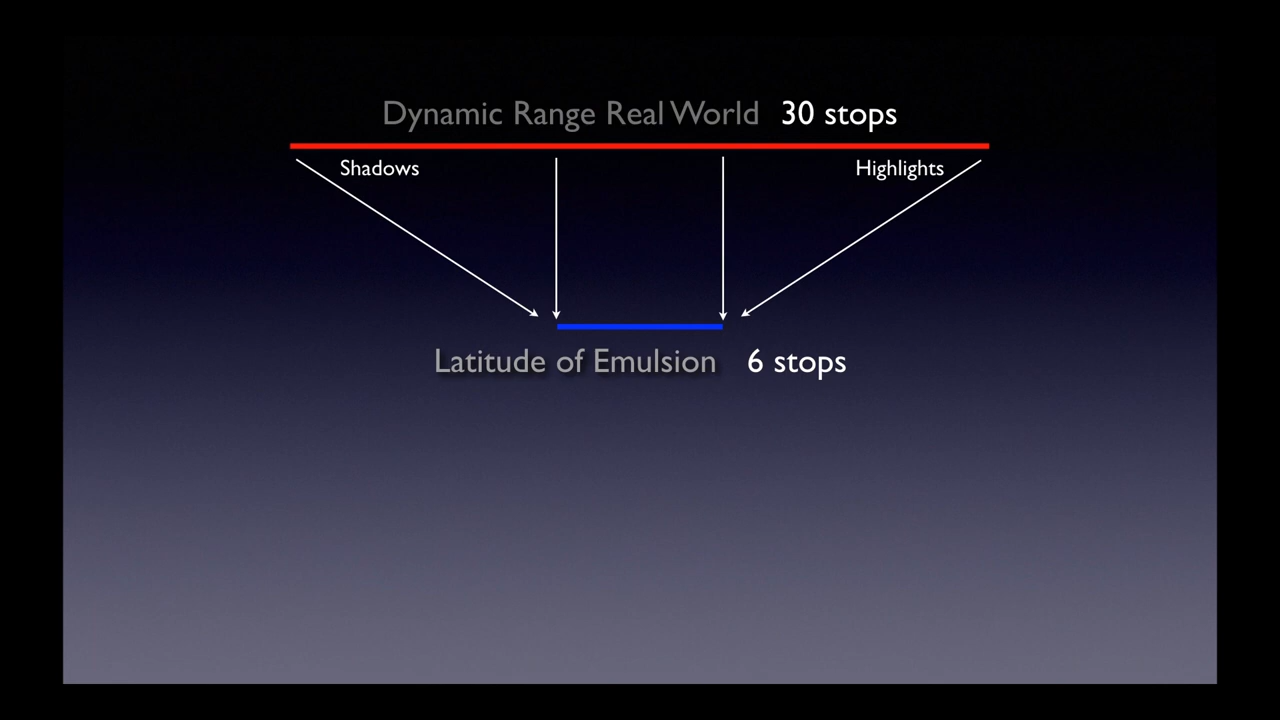 Dynamic Range Real World 30 stops
Shadows Highlights
Latitude of Emulsion 6 stops